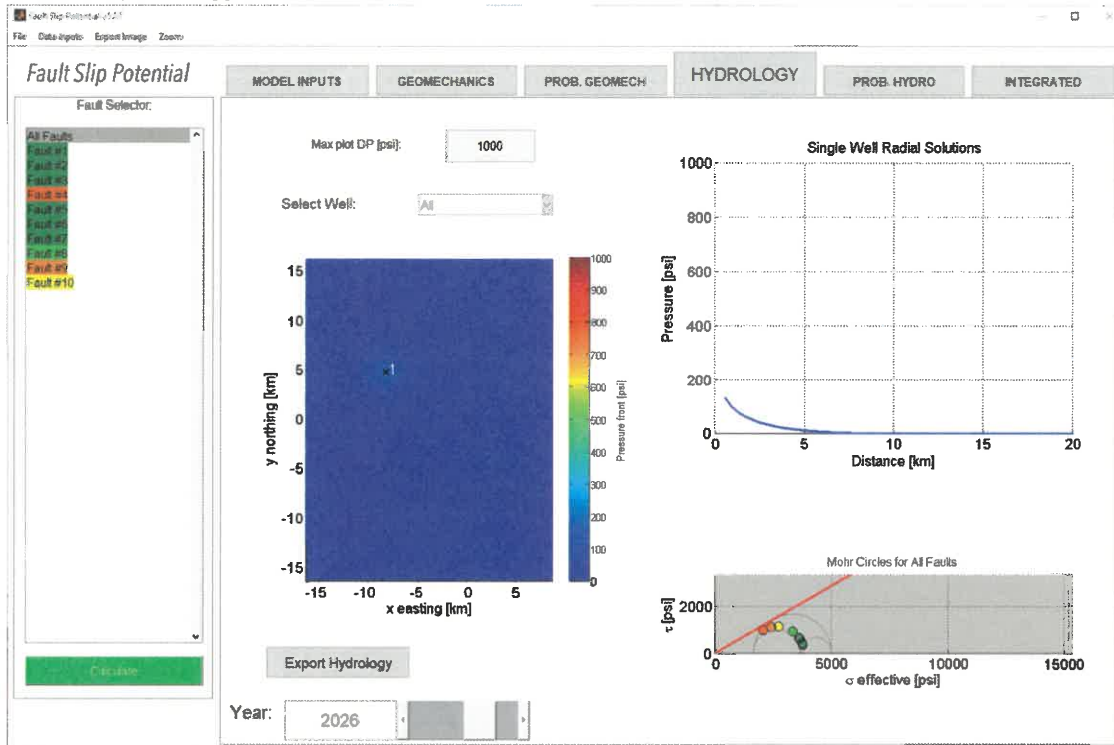 Fault Slip Potential
File Data Inputs Export Image Zoom
Fault Slip Potential
MODEL INPUTS GEOMECHANICS PROB. GEOMECH HYDROLOGY PROB. HYDRO INTEGRATED
Fault Selector:
All Faults
Fault #1
Fault #2
Fault #3
Fault #4
Fault #5
Fault #6
Fault #7
Fault #8
Fault #9
Fault #10
Calculate
Max plot DP [psi]: 1000
Select Well: All
15
10
5
0
-5
-10
-15
y northing [km]
1
-15 -10 -5 0 5
x easting [km]
1000
900
800
700
600
500
400
300
200
100
0
Pressure front [psi]
Export Hydrology
Year: 2026
Single Well Radial Solutions
1000
800
600
400
200
0
Pressure [psi]
0 5 10 15 20
Distance [km]
Mohr Circles for All Faults
2000
0
τ [psi]
0 5000 10000 15000
σ effective [psi]